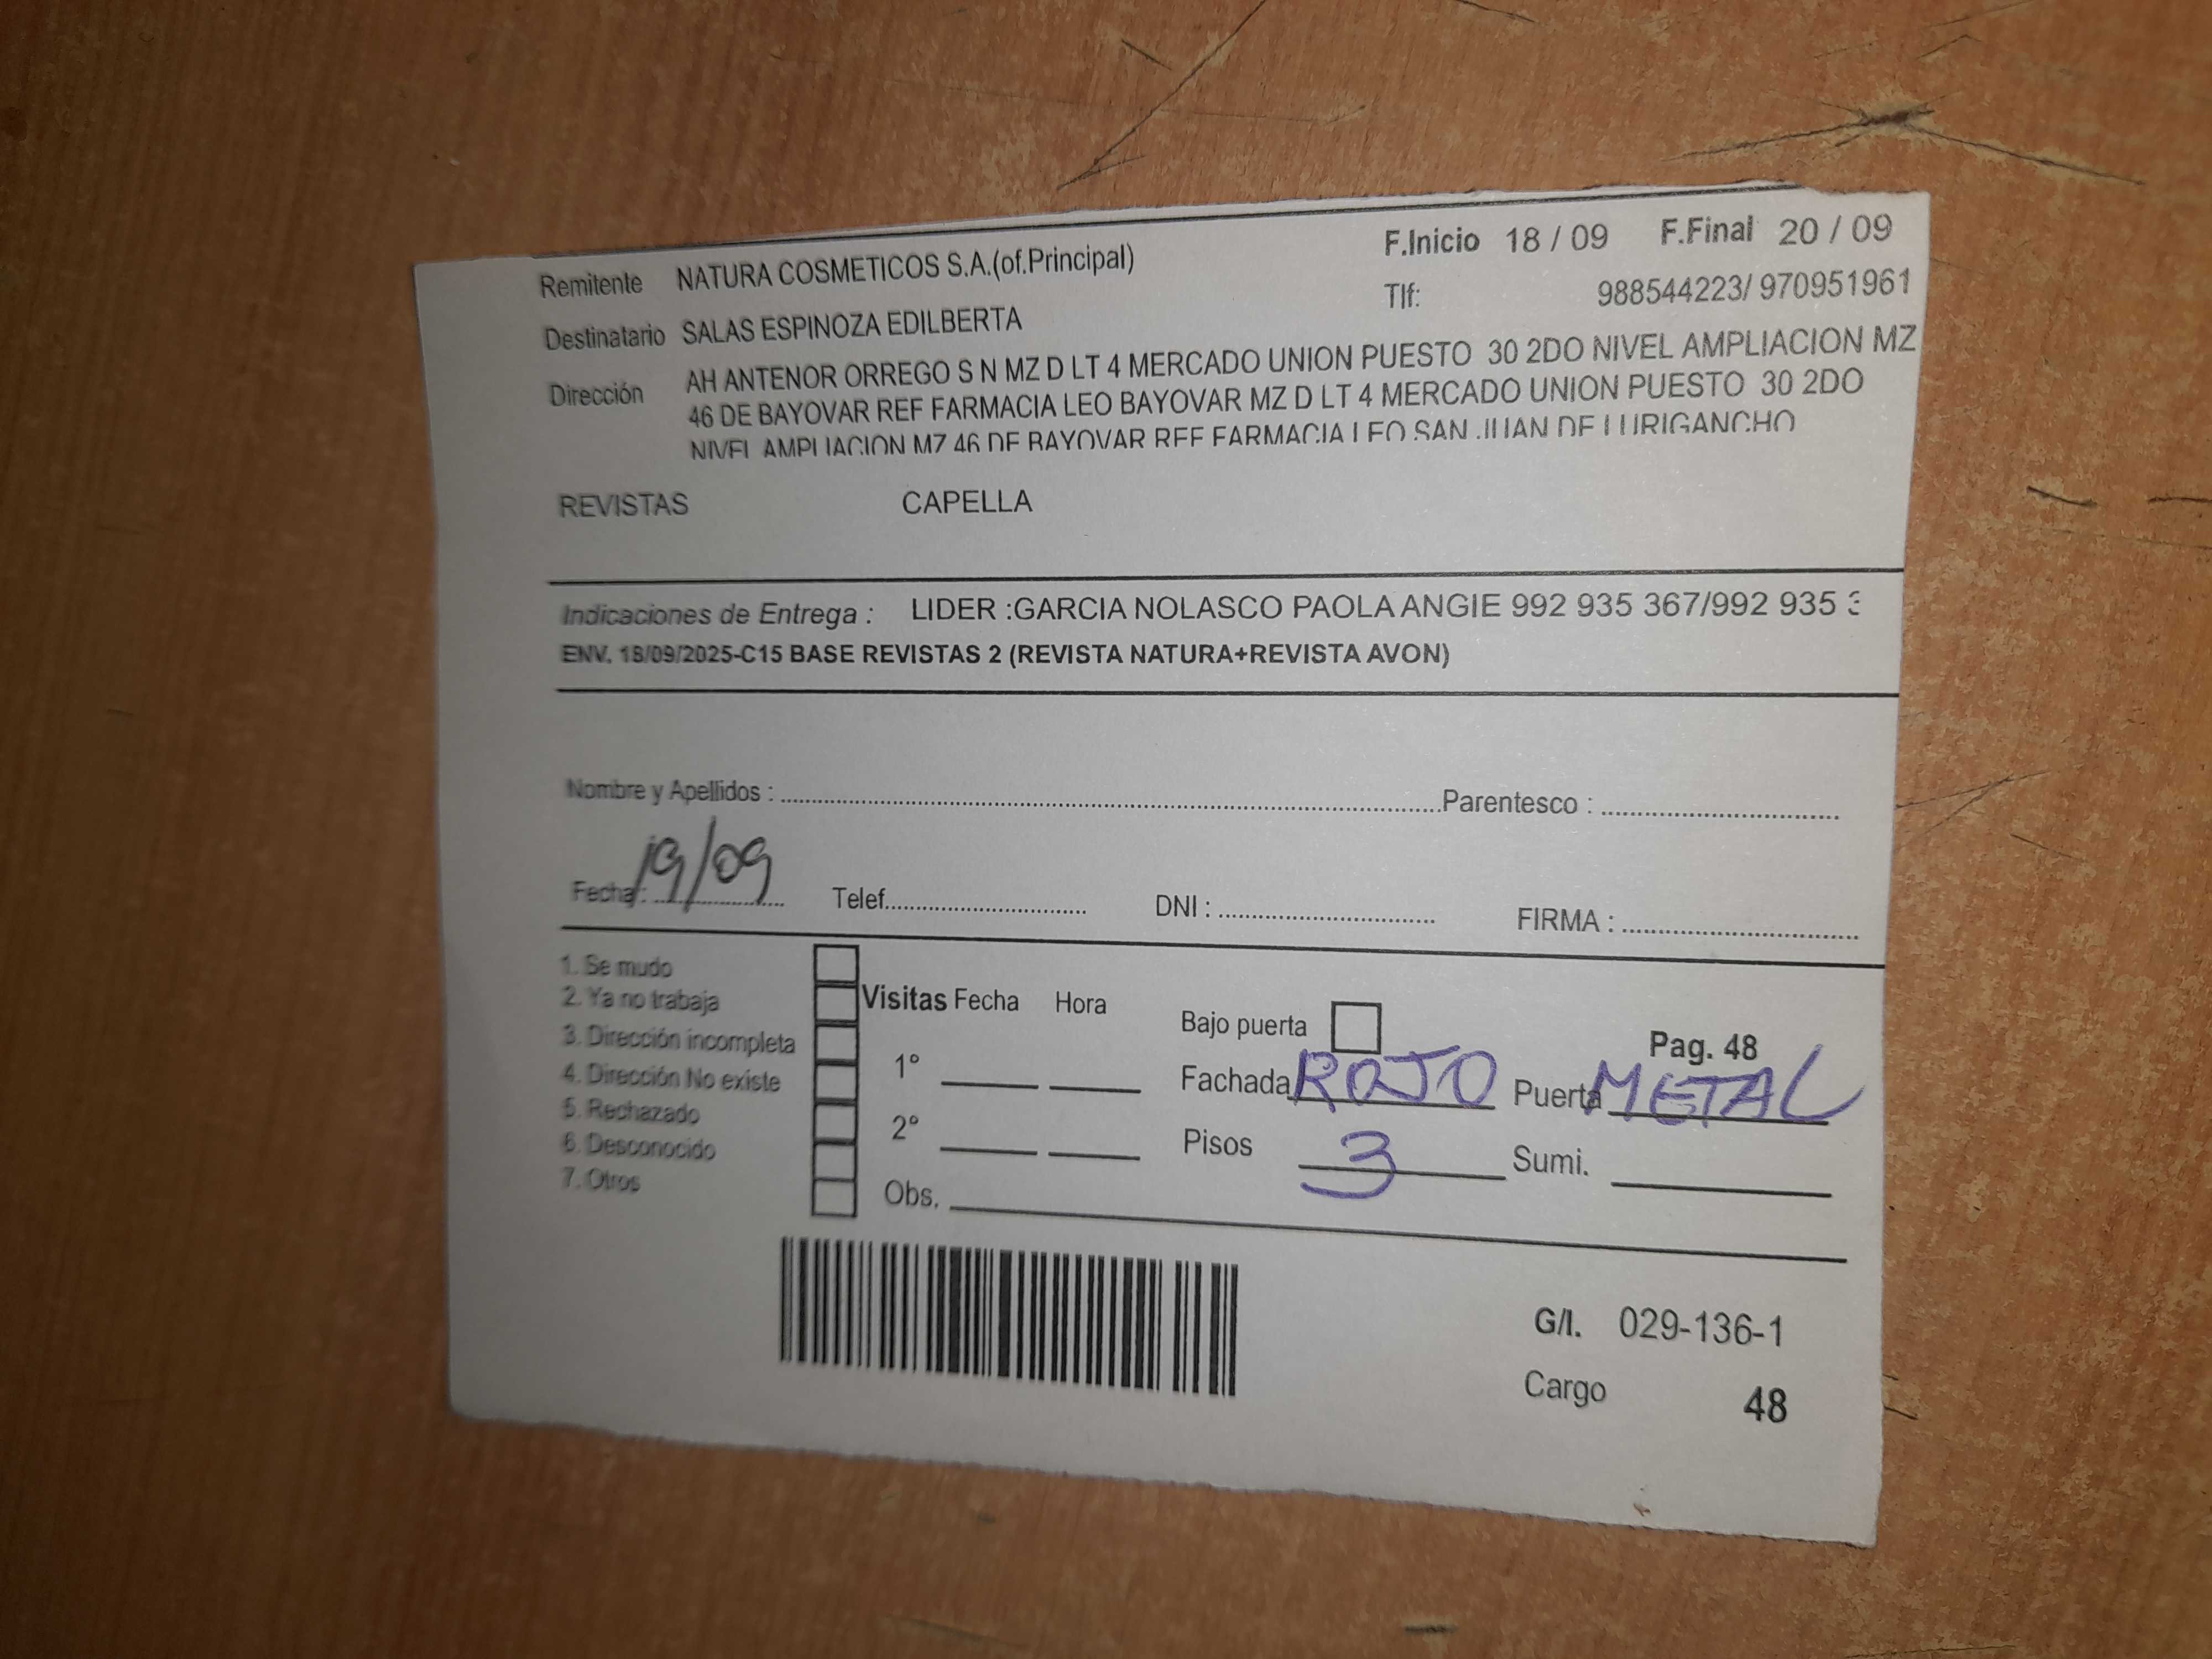 F.Inicio 18 / 09 F.Final 20 / 09
Remitente NATURA COSMETICOS S.A.(of.Principal)
Tlf: 988544223/ 970951961
Destinatario SALAS ESPINOZA EDILBERTA
Dirección AH ANTENOR ORREGO S N MZ D LT 4 MERCADO UNION PUESTO 30 2DO NIVEL AMPLIACION MZ
46 DE BAYOVAR REF FARMACIA LEO BAYOVAR MZ D LT 4 MERCADO UNION PUESTO 30 2DO
NIVEL AMPLIACION MZ 46 DE BAYOVAR REF FARMACIA LEO SAN JUAN DE LURIGANCHO
REVISTAS CAPELLA
Indicaciones de Entrega : LIDER :GARCIA NOLASCO PAOLA ANGIE 992 935 367/992 935 3
ENV. 18/09/2025-C15 BASE REVISTAS 2 (REVISTA NATURA+REVISTA AVON)
Nombre y Apellidos : Parentesco :
Fecha: 19/09 Telef. DNI : FIRMA :
1. Se mudo
2. Ya no trabaja
3. Dirección incompleta
4. Dirección No existe
5. Rechazado
6. Desconocido
7. Otros
Visitas Fecha Hora
1°
2°
Obs.
Bajo puerta
Pag. 48
Fachada ROJO Puerta METAL
Pisos 3 Sumi.
G/I. 029-136-1
Cargo 48